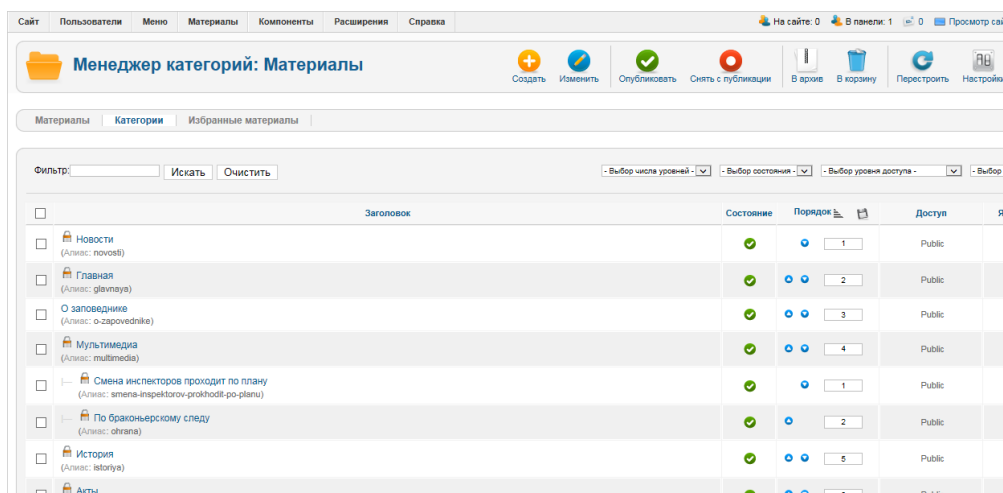 Сайт Пользователи Меню Материалы Компоненты Расширения Справка На сайте: 0 В панели: 1 0 Просмотр сай
Менеджер категорий: Материалы
Создать Изменить Опубликовать Снять с публикации В архив В корзину Перестроить Настройки
Материалы Категории Избранные материалы
Фильтр: Искать Очистить - Выбор числа уровней - - Выбор состояния - - Выбор уровня доступа - - Выбор
Заголовок Состояние Порядок Доступ Я
Новости 1 Public
(Алиас: novosti)
Главная 2 Public
(Алиас: glavnaya)
О заповеднике 3 Public
(Алиас: o-zapovednike)
Мультимедиа 4 Public
(Алиас: multimedia)
Смена инспекторов проходит по плану 1 Public
(Алиас: smena-inspektorov-prokhodit-po-planu)
По браконьерскому следу 2 Public
(Алиас: ohrana)
История 5 Public
(Алиас: istoriya)
Акты